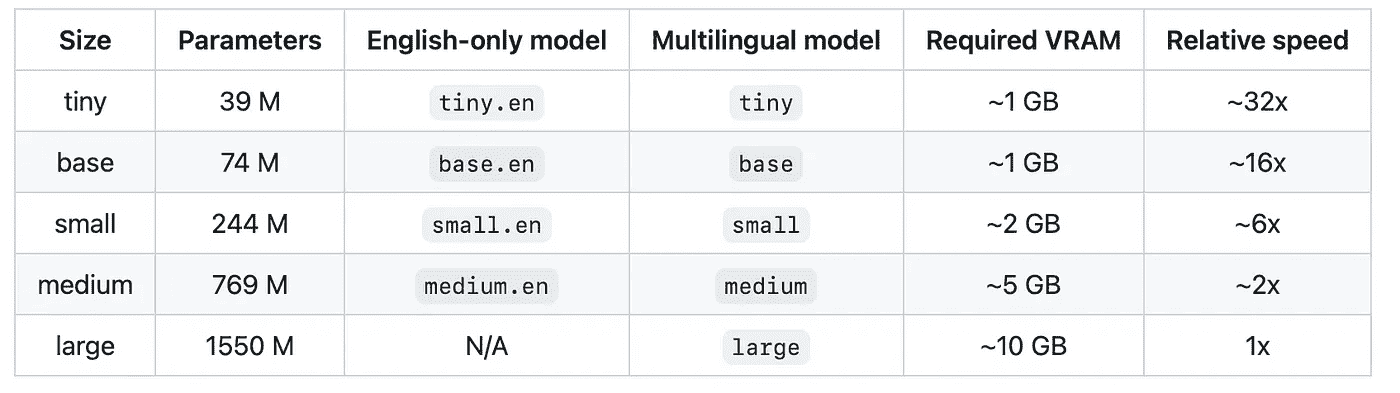 Size Parameters English-only model Multilingual model Required VRAM Relative speed
tiny 39 M tiny.en tiny ~1 GB ~32x
base 74 M base.en base ~1 GB ~16x
small 244 M small.en small ~2 GB ~6x
medium 769 M medium.en medium ~5 GB ~2x
large 1550 M N/A large ~10 GB 1x